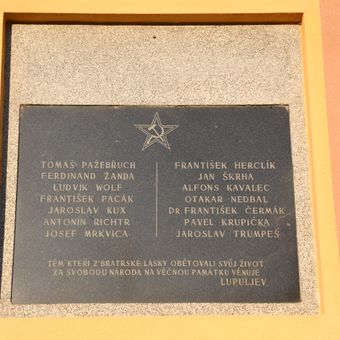 TOMÁŠ PAŽEBŘUCH
FERDINAND ŽANDA
LUDVÍK WOLF
FRANTIŠEK PACÁK
JAROSLAV KUX
ANTONÍN RICHTR
JOSEF MRKVICA
FRANTIŠEK HERCLÍK
JAN ŠKRHA
ALFONS KAVALEC
OTAKAR NEDBAL
DR FRANTIŠEK ČERMÁK
PAVEL KRUPIČKA
JAROSLAV TRUMPEŠ
TĚM KTEŘÍ Z BRATRSKÉ LÁSKY OBĚTOVALI SVŮJ ŽIVOT
ZA SVOBODU NÁRODA NA VĚČNOU PAMÁTKU VĚNUJE
LUPULJEV